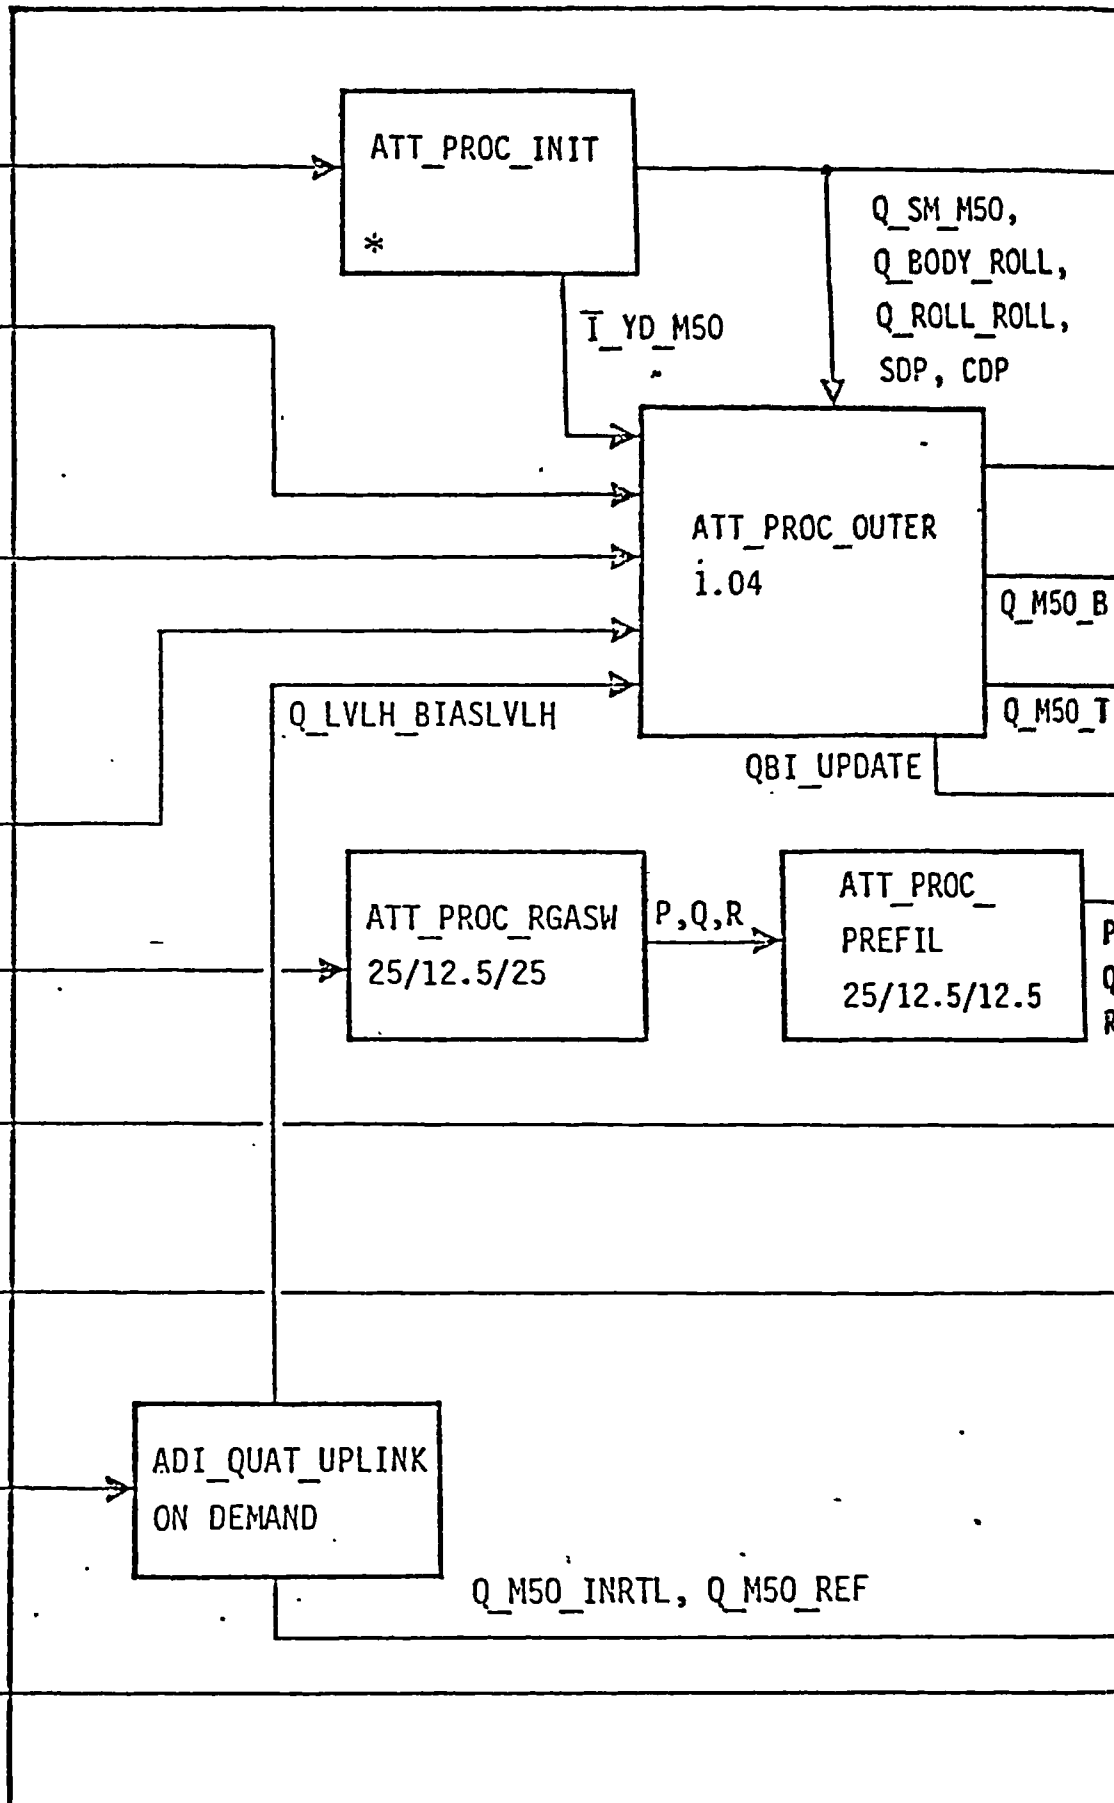 ATT_PROC_INIT
*
Q_SM_M50,
Q_BODY_ROLL,
Q_ROLL_ROLL,
SDP, CDP
I_YD_M50
ATT_PROC_OUTER
1.04
Q_M50_B
Q_LVLH_BIASLVLH
Q_M50_T
QBI_UPDATE
ATT_PROC_RGASW
25/12.5/25
P,Q,R
ATT_PROC_
PREFIL
25/12.5/12.5
P
Q
R
ADI_QUAT_UPLINK
ON DEMAND
Q_M50_INRTL, Q_M50_REF